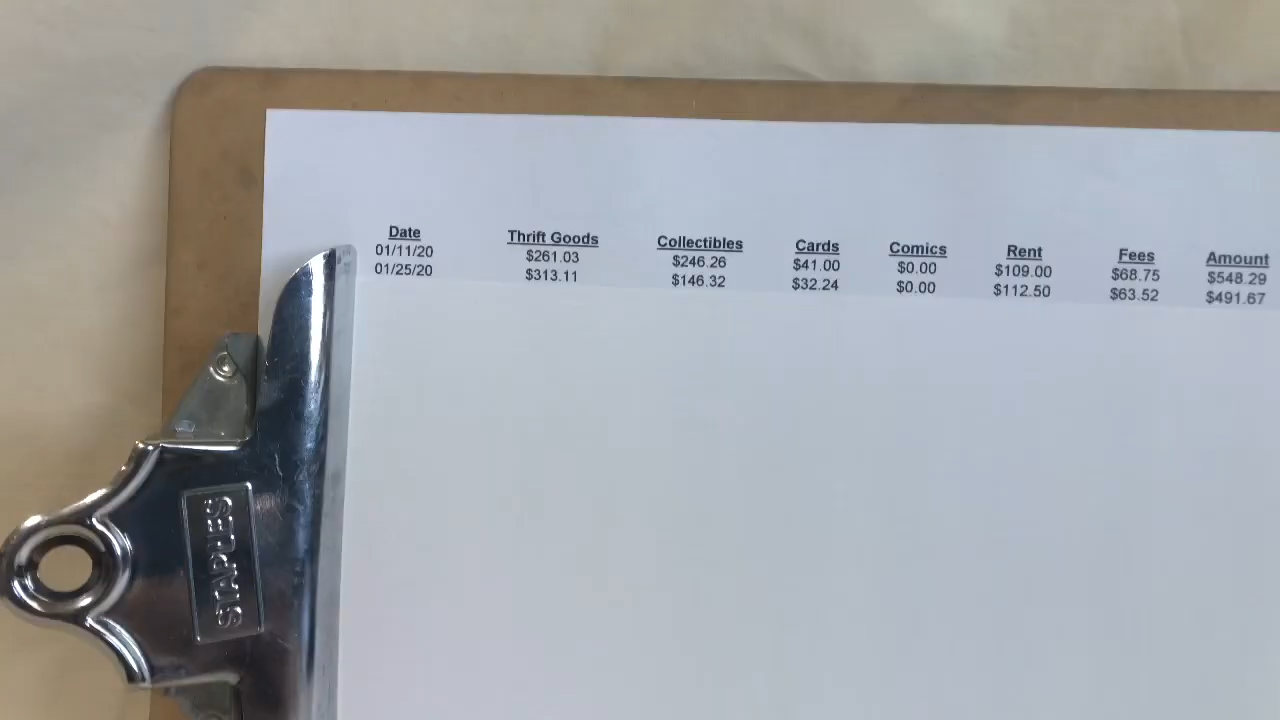 Date Thrift Goods Collectibles Cards Comics Rent Fees Amount
01/11/20 $261.03 $246.26 $41.00 $0.00 $109.00 $68.75 $548.29
01/25/20 $313.11 $146.32 $32.24 $0.00 $112.50 $63.52 $491.67
STAPLES